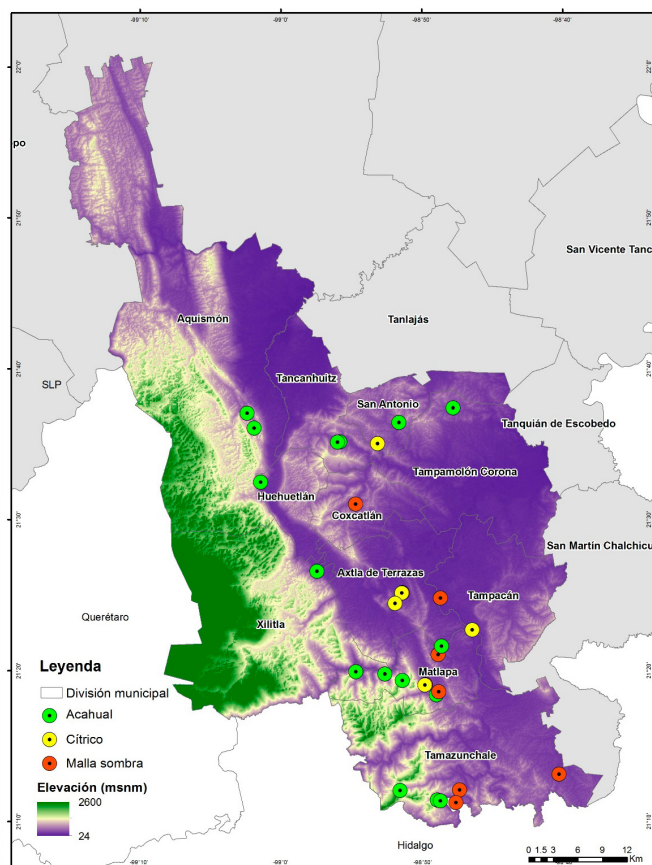 -99°10'
-99°0'
-98°50'
-98°40'
22°0'
22°0'
po
21°50'
21°50'
San Vicente Tanc
Aquismón
Tanlajás
21°40'
21°40'
SLP
Tancanhuitz
San Antonio
Tanquián de Escobedo
Tampamolón Corona
Huehuetlán
Coxcatlán
21°30'
21°30'
San Martín Chalchicu
Axtla de Terrazas
Tampacán
Querétaro
Xilitla
21°20'
21°20'
Matlapa
Leyenda
División municipal
Acahual
Cítrico
Malla sombra
Tamazunchale
Elevación (msnm)
2600
24
21°10'
21°10'
Hidalgo
0 1.5 3 6 9 12
Km
-99°10'
-99°0'
-98°50'
-98°40'